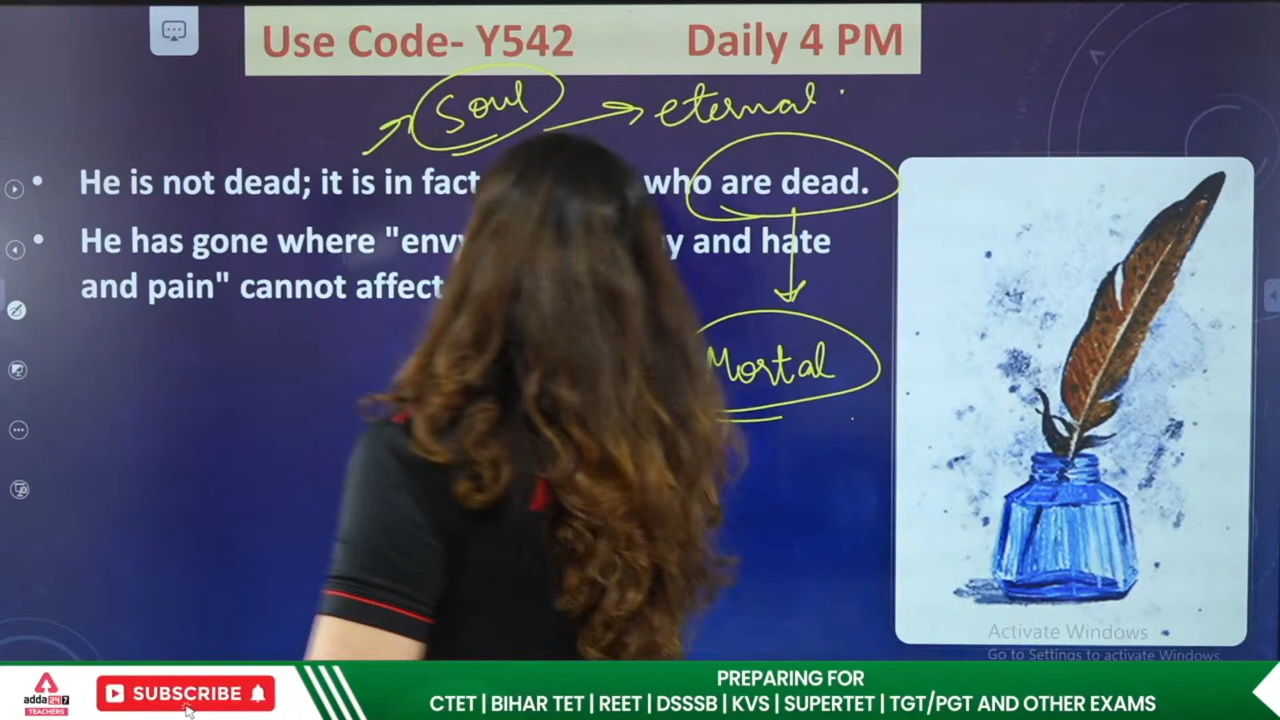 Use Code- Y542 Daily 4 PM
Soul eternal
He is not dead; it is in fact who are dead.
He has gone where "envy and hate
and pain" cannot affect
Mortal
Activate Windows
Go to Settings to activate Windows.
adda247
TEACHERS
SUBSCRIBE
PREPARING FOR
CTET | BIHAR TET | REET | DSSSB | KVS | SUPERTET | TGT/PGT AND OTHER EXAMS